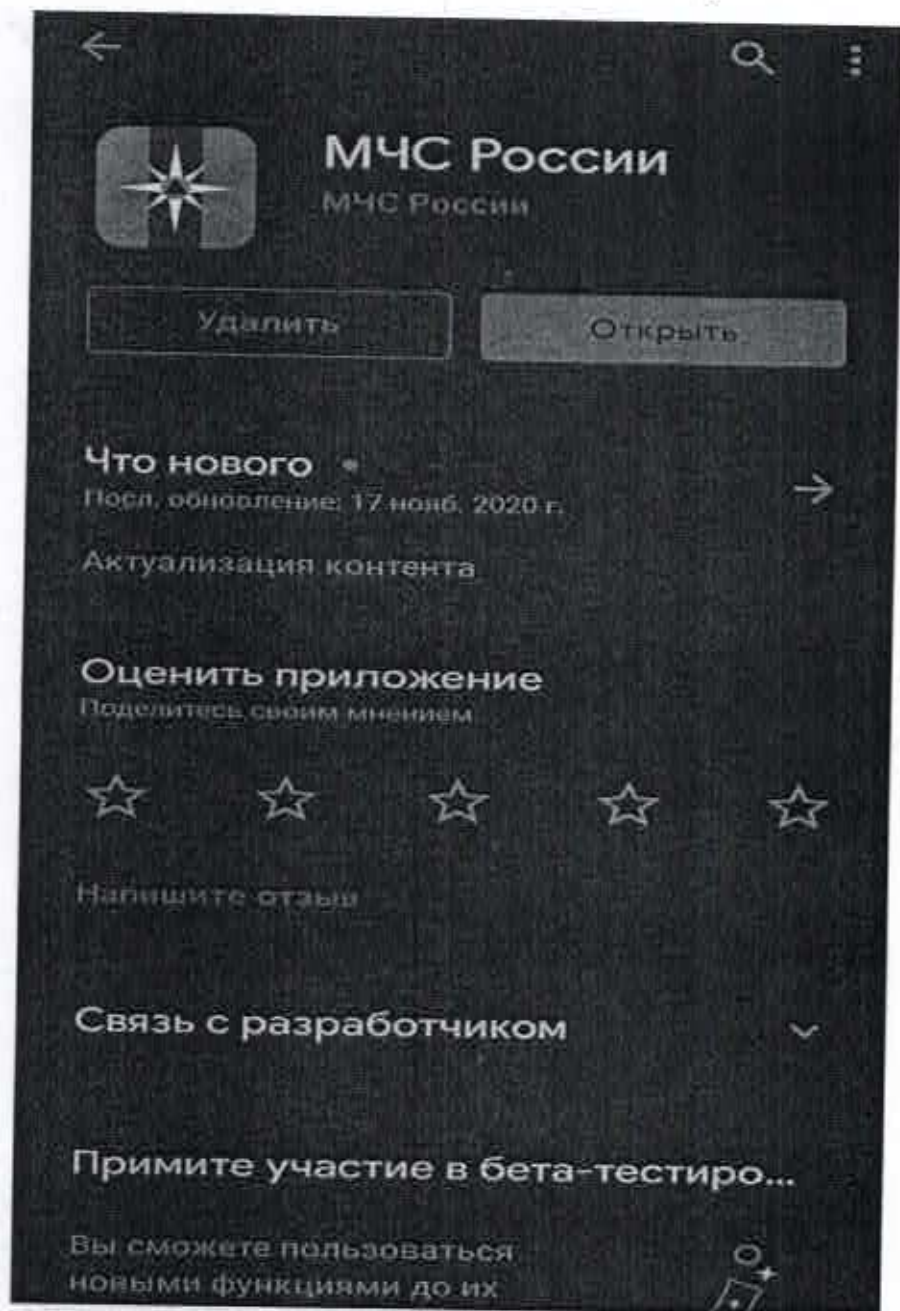 МЧС России
МЧС России
Удалить
Открыть
Что нового
Посл. обновление: 17 нояб. 2020 г.
Актуализация контента
Оценить приложение
Поделитесь своим мнением
Напишите отзыв
Связь с разработчиком
Примите участие в бета-тестиро...
Вы сможете пользоваться
новыми функциями до их